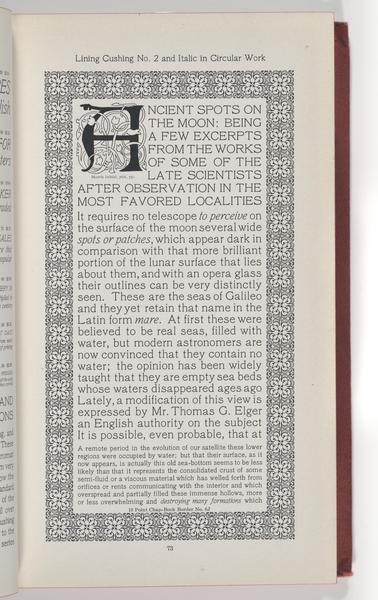 Lining Cushing No. 2 and Italic in Circular Work
ANCIENT SPOTS ON
THE MOON: BEING
A FEW EXCERPTS
FROM THE WORKS
OF SOME OF THE
LATE SCIENTISTS
AFTER OBSERVATION IN THE
MOST FAVORED LOCALITIES
It requires no telescope to perceive on
the surface of the moon several wide
spots or patches, which appear dark in
comparison with that more brilliant
portion of the lunar surface that lies
about them, and with an opera glass
their outlines can be very distinctly
seen. These are the seas of Galileo
and they yet retain that name in the
Latin form mare. At first these were
believed to be real seas, filled with
water, but modern astronomers are
now convinced that they contain no
water; the opinion has been widely
taught that they are empty sea beds
whose waters disappeared ages ago
Lately, a modification of this view is
expressed by Mr. Thomas G. Elger
an English authority on the subject
It is possible, even probable, that at
A remote period in the evolution of our satellite these lower
regions were occupied by water; but that their surface, as it
now appears, is actually this old sea-bottom seems to be less
likely than that it represents the consolidated crust of some
semi-fluid or a viscous material which has welled forth from
orifices or rents communicating with the interior and which
overspread and partially filled these immense hollows, more
or less overwhelming and destroying many formations which
18 Point Chap-Book Border No. 62
73